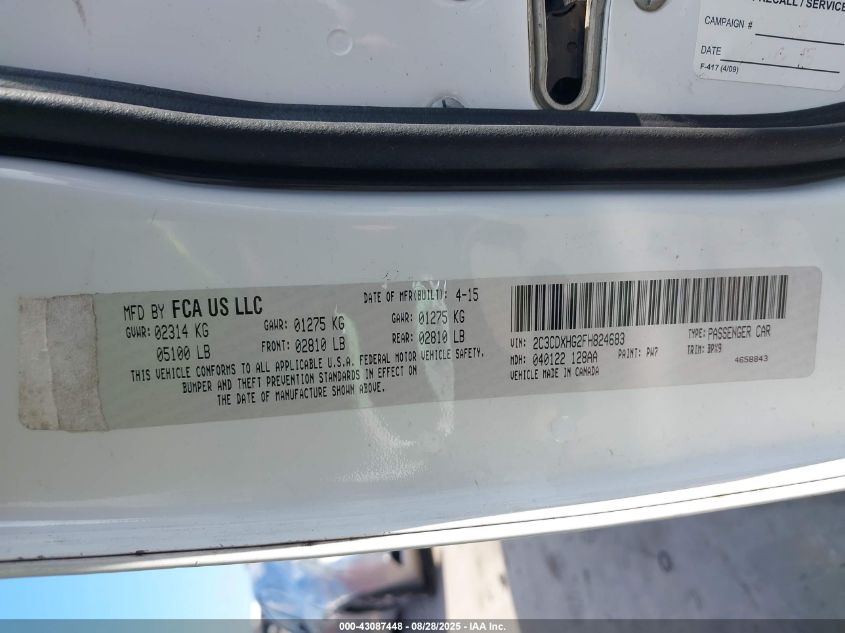 RECALL / SERVICE
CAMPAIGN #
DATE
F-417 (4/09)
MFD BY FCA US LLC
DATE OF MFR(BUILT): 4-15
GVWR: 02314 KG
GAWR: 01275 KG
GAWR: 01275 KG
05100 LB
FRONT: 02810 LB
REAR: 02810 LB
THIS VEHICLE CONFORMS TO ALL APPLICABLE U.S.A. FEDERAL MOTOR VEHICLE SAFETY,
BUMPER AND THEFT PREVENTION STANDARDS IN EFFECT ON
THE DATE OF MANUFACTURE SHOWN ABOVE.
VIN: 2C3CDXHG2FH824683
TYPE: PASSENGER CAR
MDH: 040122 128AA
PAINT: PW7
TRIM: BPX9
VEHICLE MADE IN CANADA
4658843
000-43087448 - 08/28/2025 - IAA Inc.